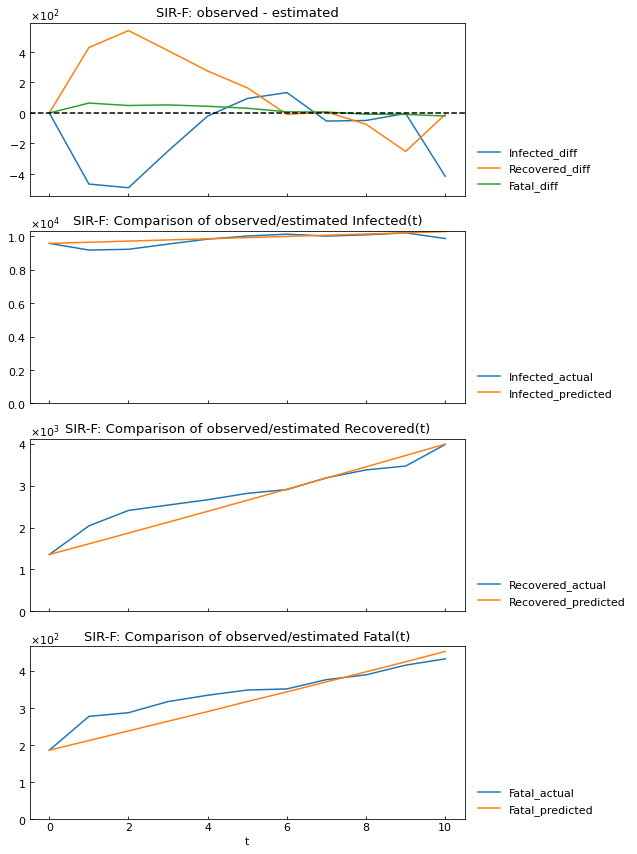 SIR-F: observed - estimated
×10²
4
2
0
−2
−4
Infected_diff
Recovered_diff
Fatal_diff
SIR-F: Comparison of observed/estimated Infected(t)
×10⁴
1.0
0.8
0.6
0.4
0.2
0.0
Infected_actual
Infected_predicted
SIR-F: Comparison of observed/estimated Recovered(t)
×10³
4
3
2
1
0
Recovered_actual
Recovered_predicted
SIR-F: Comparison of observed/estimated Fatal(t)
×10²
4
3
2
1
0
Fatal_actual
Fatal_predicted
0 2 4 6 8 10
t